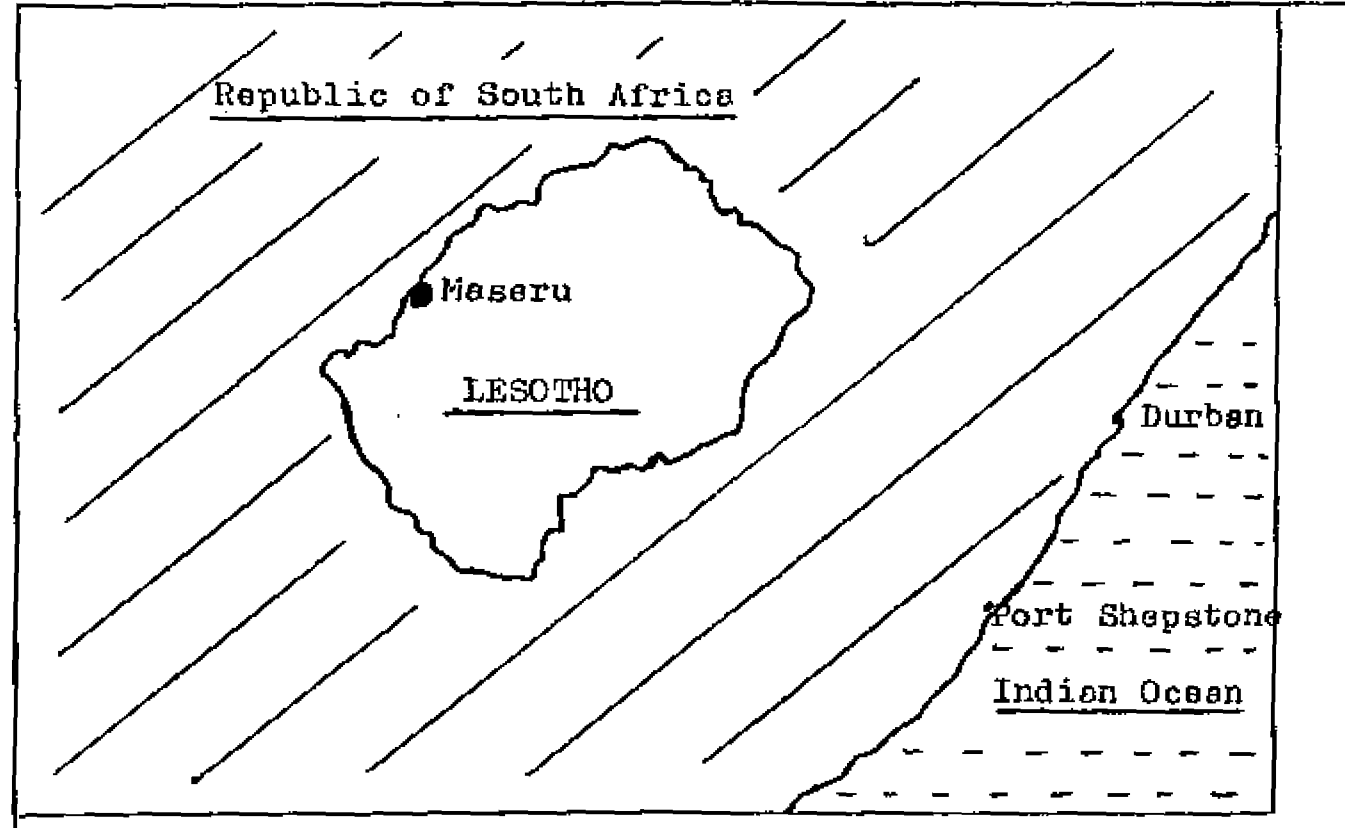 Republic of South Africa
Maseru
LESOTHO
Durban
Port Shepstone
Indian Ocean